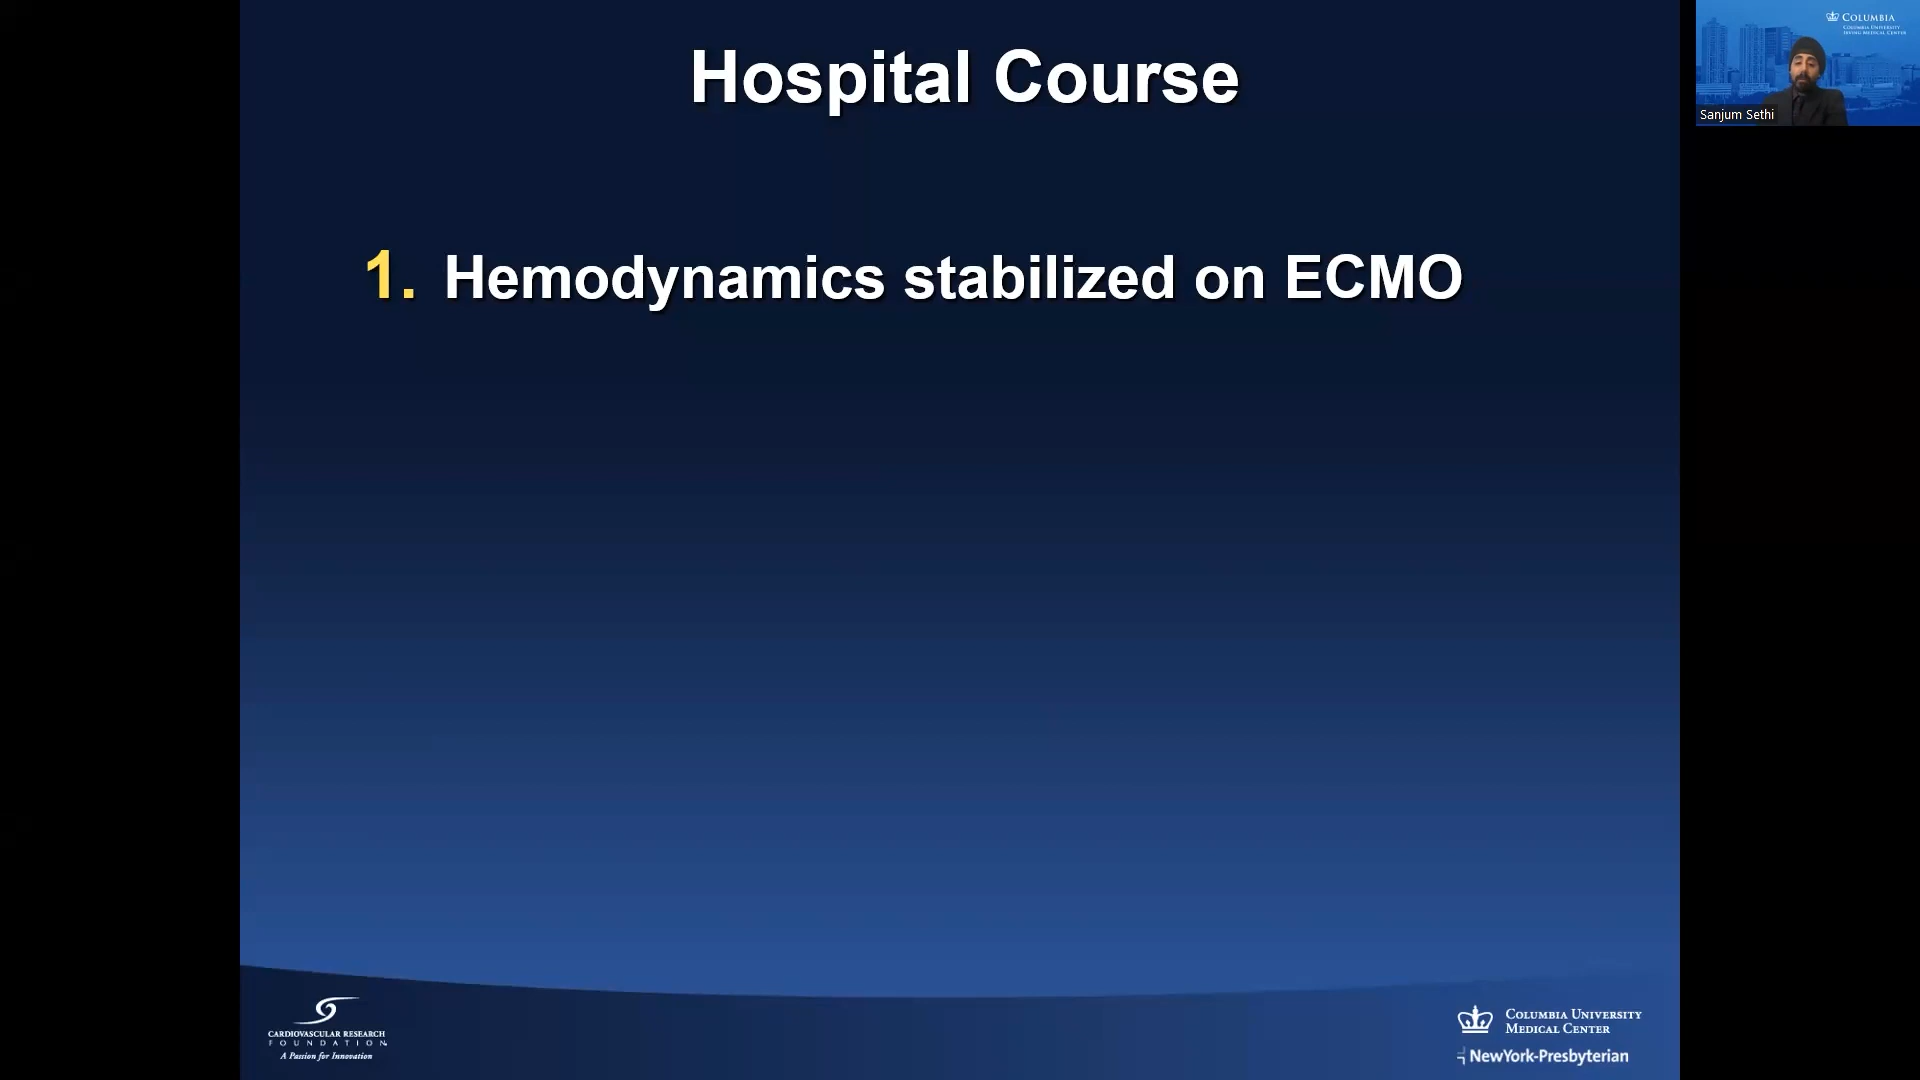 Hospital Course
1. Hemodynamics stabilized on ECMO
COLUMBIA
COLUMBIA UNIVERSITY
IRVING MEDICAL CENTER
Sanjum Sethi
CARDIOVASCULAR RESEARCH
FOUNDATION
A Passion for Innovation
COLUMBIA UNIVERSITY
MEDICAL CENTER
NewYork-Presbyterian